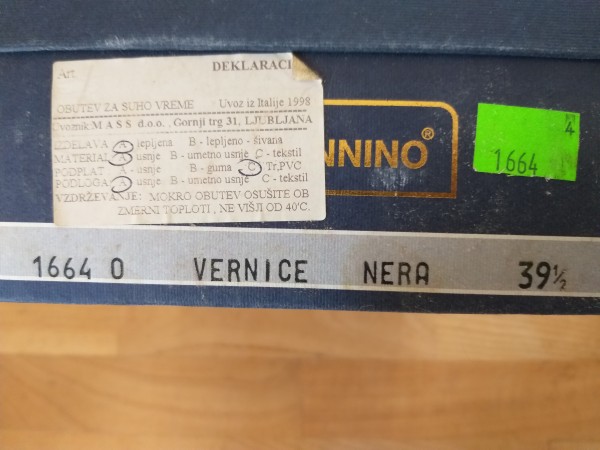 Art.
DEKLARACI
OBUTEV ZA SUHO VREME Uvoz iz Italije 1998
Uvoznik M A S S d.o.o. , Gornji trg 31, LJUBLJANA
IZDELAVA A lepljena B - lepljeno - šivana
MATERIAL A usnje B - umetno usnje C - tekstil
PODPLAT A - usnje B - guma Tr,PVC
PODLOGA A usnje B - umetno usnje C - tekstil
VZDRŽEVANJE: MOKRO OBUTEV OSUŠITE OB
ZMERNI TOPLOTI , NE VIŠJI OD 40'C.
NNINO®
4
1664
1664 0 VERNICE NERA 39½